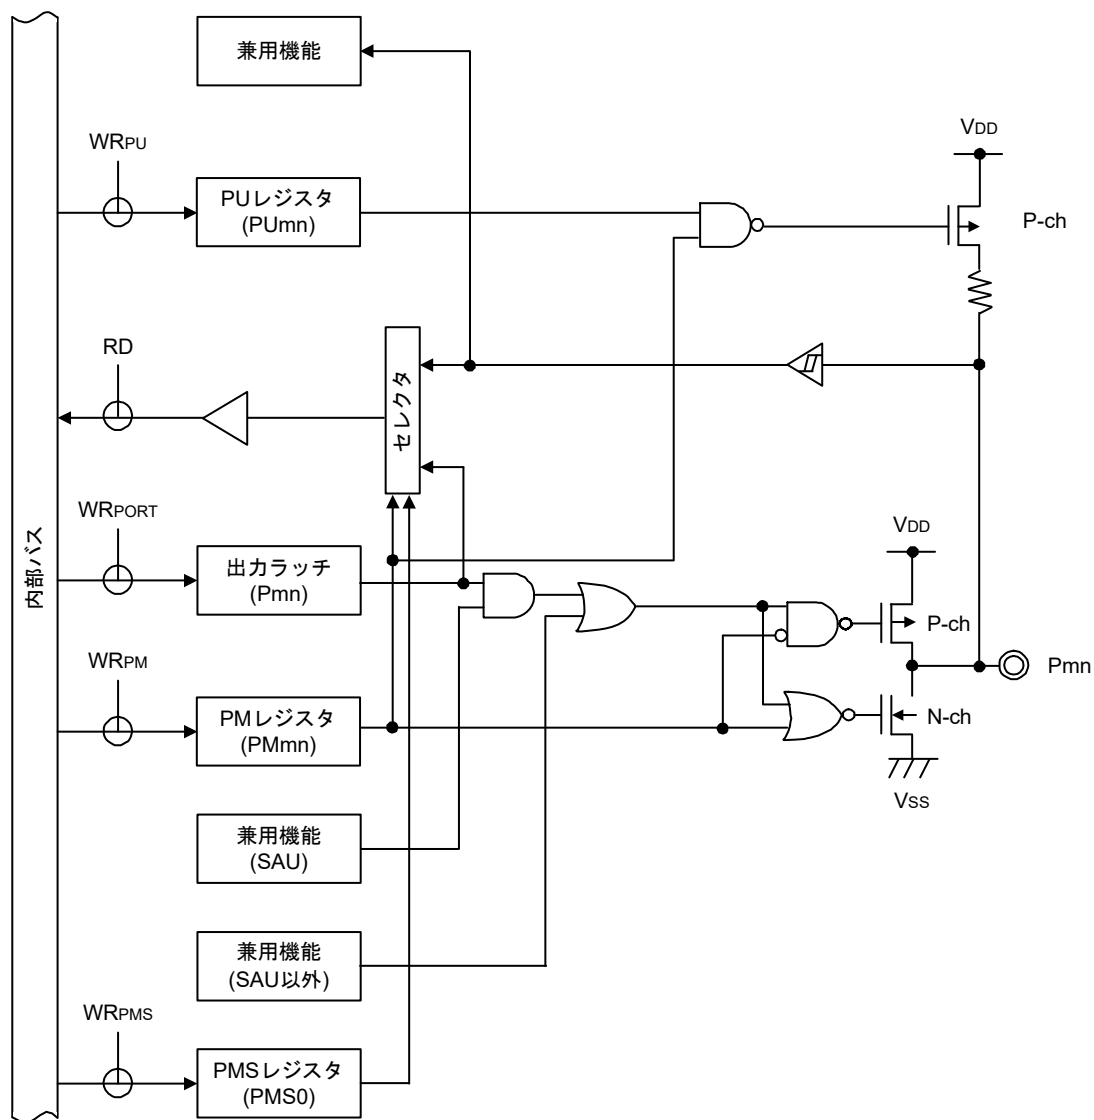 兼用機能
WRPU
PUレジスタ
(PUmn)
VDD
P-ch
RD
セレクタ
内部バス
WRPORT
出力ラッチ
(Pmn)
VDD
P-ch
Pmn
WRPM
PMレジスタ
(PMmn)
N-ch
VSS
兼用機能
(SAU)
兼用機能
(SAU以外)
WRPMS
PMSレジスタ
(PMS0)